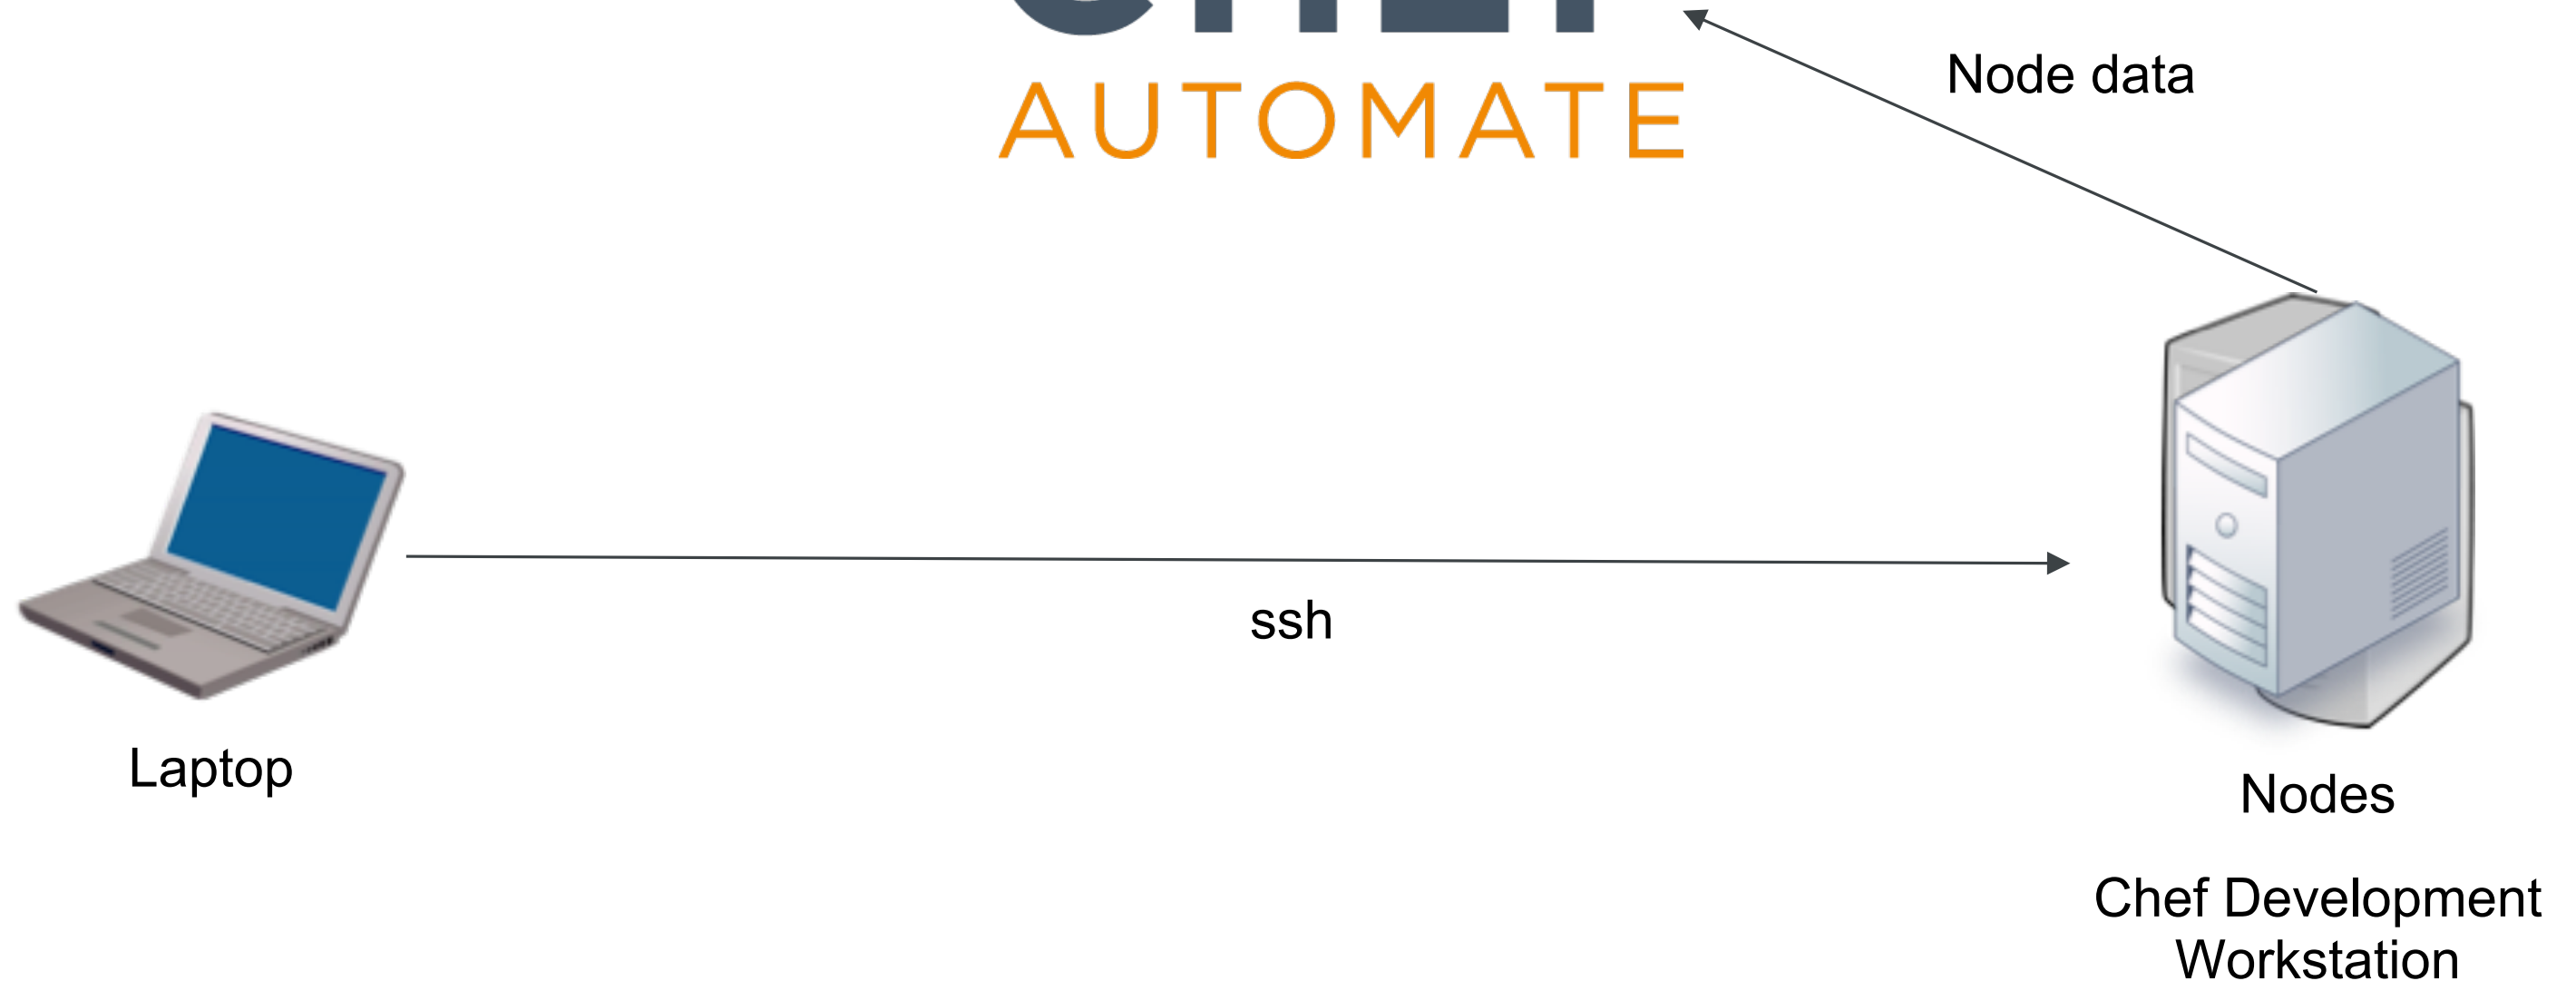 AUTOMATE
Node data
ssh
Laptop
Nodes
Chef Development
Workstation